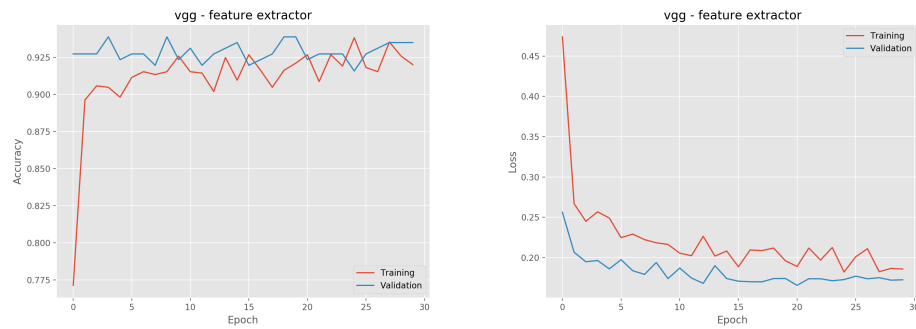 vgg - feature extractor
0.925
0.900
0.875
0.850
0.825
0.800
0.775
Accuracy
0 5 10 15 20 25 30
Epoch
Training
Validation
vgg - feature extractor
0.45
0.40
0.35
0.30
0.25
0.20
Loss
0 5 10 15 20 25 30
Epoch
Training
Validation